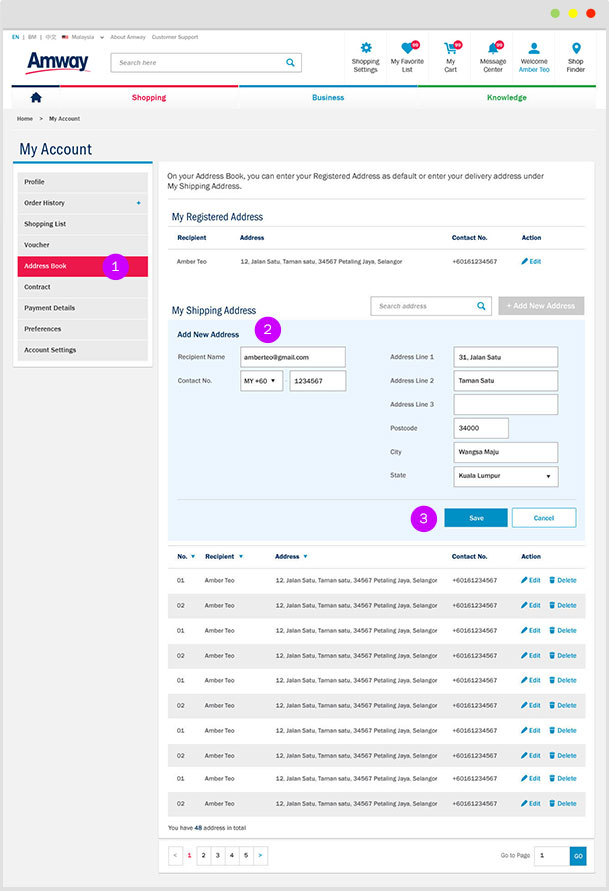 EN | BM | 中文 Malaysia About Amway Customer Support
Amway
Search here
99 99 99
Shopping Settings My Favorite List My Cart Message Center Welcome Amber Teo Shop Finder
Shopping Business Knowledge
Home > My Account
My Account
Profile
Order History +
Shopping List
Voucher
Address Book 1
Contract
Payment Details
Preferences
Account Settings
On your Address Book, you can enter your Registered Address as default or enter your delivery address under
My Shipping Address.
My Registered Address
Recipient Address Contact No. Action
Amber Teo 12, Jalan Satu, Taman satu, 34567 Petaling Jaya, Selangor +60161234567 Edit
My Shipping Address Search address + Add New Address
Add New Address 2
Recipient Name amberteo@gmail.com Address Line 1 31, Jalan Satu
Contact No. MY +60 - 1234567 Address Line 2 Taman Satu
Address Line 3
Postcode 34000
City Wangsa Maju
State Kuala Lumpur
3 Save Cancel
No. Recipient Address Contact No. Action
01 Amber Teo 12, Jalan Satu, Taman satu, 34567 Petaling Jaya, Selangor +60161234567 Edit Delete
02 Amber Teo 12, Jalan Satu, Taman satu, 34567 Petaling Jaya, Selangor +60161234567 Edit Delete
01 Amber Teo 12, Jalan Satu, Taman satu, 34567 Petaling Jaya, Selangor +60161234567 Edit Delete
02 Amber Teo 12, Jalan Satu, Taman satu, 34567 Petaling Jaya, Selangor +60161234567 Edit Delete
01 Amber Teo 12, Jalan Satu, Taman satu, 34567 Petaling Jaya, Selangor +60161234567 Edit Delete
02 Amber Teo 12, Jalan Satu, Taman satu, 34567 Petaling Jaya, Selangor +60161234567 Edit Delete
01 Amber Teo 12, Jalan Satu, Taman satu, 34567 Petaling Jaya, Selangor +60161234567 Edit Delete
02 Amber Teo 12, Jalan Satu, Taman satu, 34567 Petaling Jaya, Selangor +60161234567 Edit Delete
01 Amber Teo 12, Jalan Satu, Taman satu, 34567 Petaling Jaya, Selangor +60161234567 Edit Delete
02 Amber Teo 12, Jalan Satu, Taman satu, 34567 Petaling Jaya, Selangor +60161234567 Edit Delete
You have 48 address in total
< 1 2 3 4 5 > Go to Page 1 GO